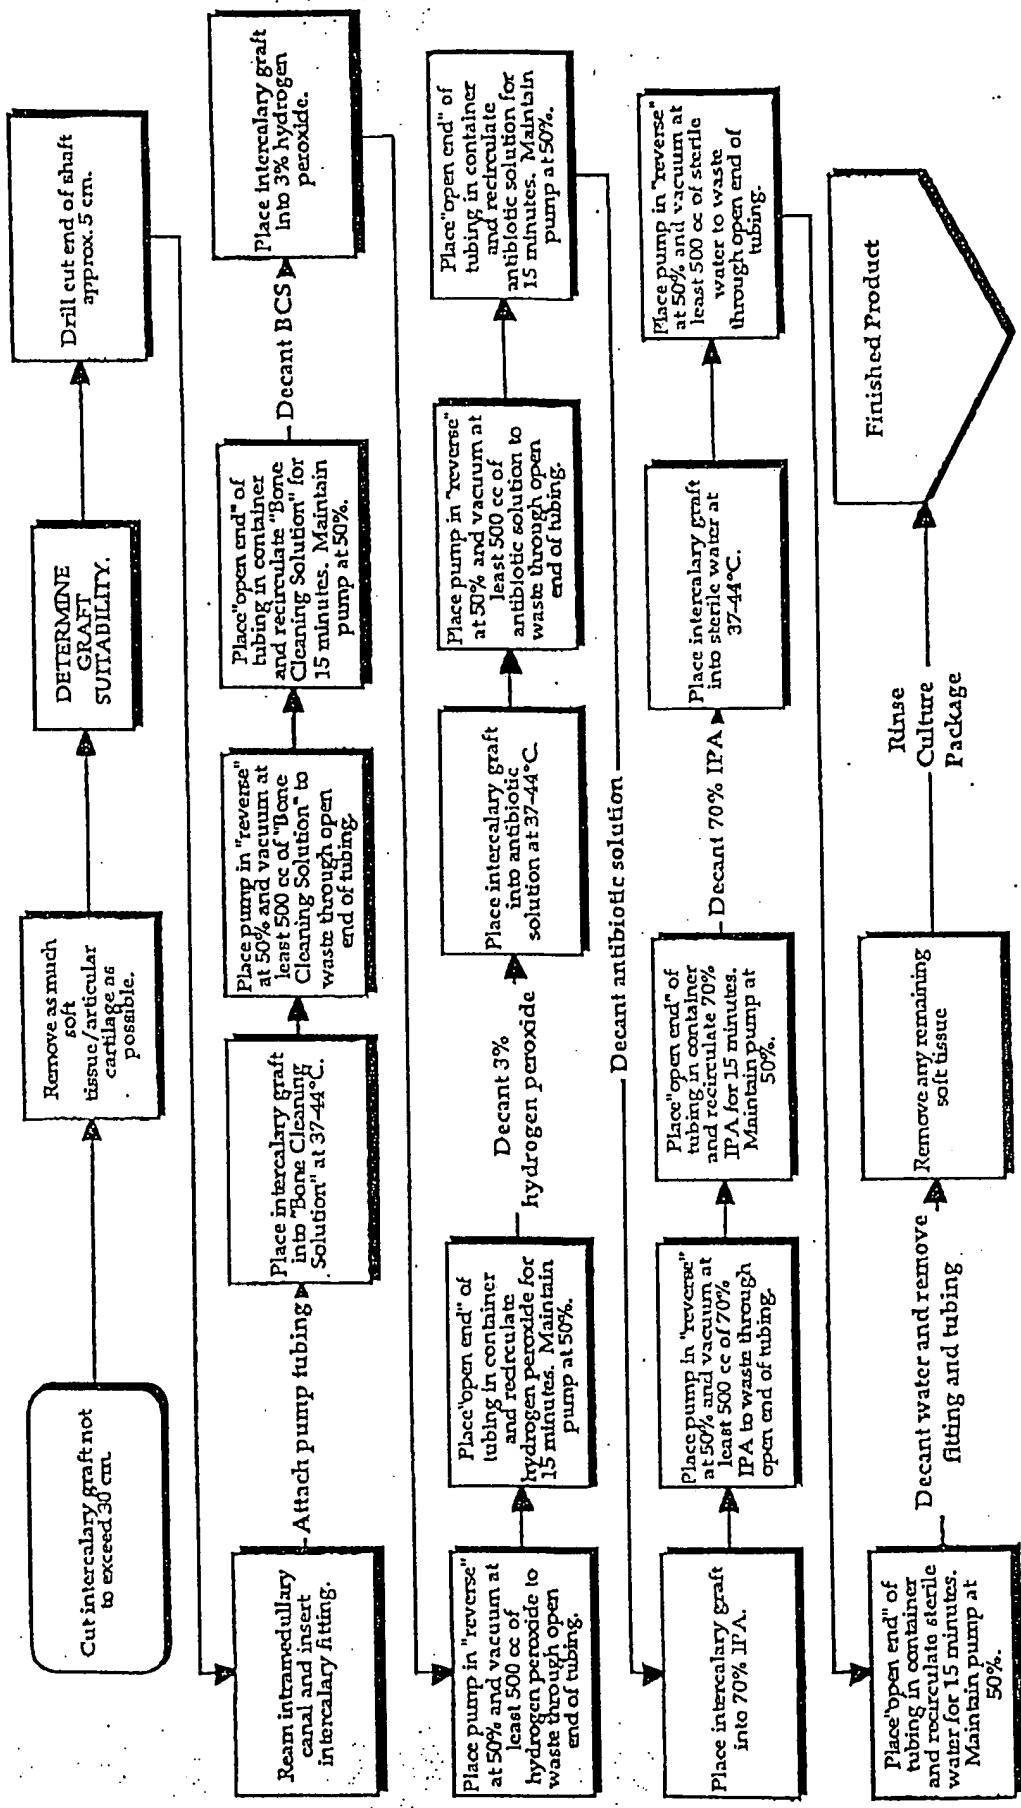 Cut intercalary graft not
to exceed 30 cm.
Remove as much
soft
tissue/articular
cartilage as
possible.
DETERMINE
GRAFT
SUITABILITY.
Drill cut end of shaft
approx. 5 cm.
Ream intramedullary
canal and insert
intercalary fitting.
Attach pump tubing
Place intercalary graft
into "Bone Cleaning
Solution" at 37-44°C.
Place pump in "reverse"
at 50% and vacuum at
least 500 cc of "Bone
Cleaning Solution" to
waste through open
end of tubing.
Place "open end" of
tubing in container
and recirculate "Bone
Cleaning Solution" for
15 minutes. Maintain
pump at 50%.
Decant BCS
Place Intercalary graft
into 3% hydrogen
peroxide.
Place pump in "reverse"
at 50% and vacuum at
least 500 cc of
hydrogen peroxide to
waste through open
end of tubing.
Place "open end" of
tubing in container
and recirculate
hydrogen peroxide for
15 minutes. Maintain
pump at 50%.
Decant 3%
hydrogen peroxide
Place intercalary graft
into antibiotic
solution at 37-44°C.
Place pump in "reverse"
at 50% and vacuum at
least 500 cc of
antibiotic solution to
waste through open
end of tubing.
Place "open end" of
tubing in container
and recirculate
antibiotic solution for
15 minutes. Maintain
pump at 50%.
Decant antibiotic solution
Place intercalary graft
into 70% IPA.
Place pump in "reverse"
at 50% and vacuum at
least 500 cc of 70%
IPA to waste through
open end of tubing.
Place "open end" of
tubing in container
and recirculate 70%
IPA for 15 minutes.
Maintain pump at
50%.
Decant 70% IPA
Place intercalary graft
into sterile water at
37-44°C.
Place pump in "reverse"
at 50% and vacuum at
least 500 cc of sterile
water to waste
through open end of
tubing.
Place "open end" of
tubing in container
and recirculate sterile
water for 15 minutes.
Maintain pump at
50%.
Decant water and remove
fitting and tubing
Remove any remaining
soft tissue
Rinse
Culture
Package
Finished Product